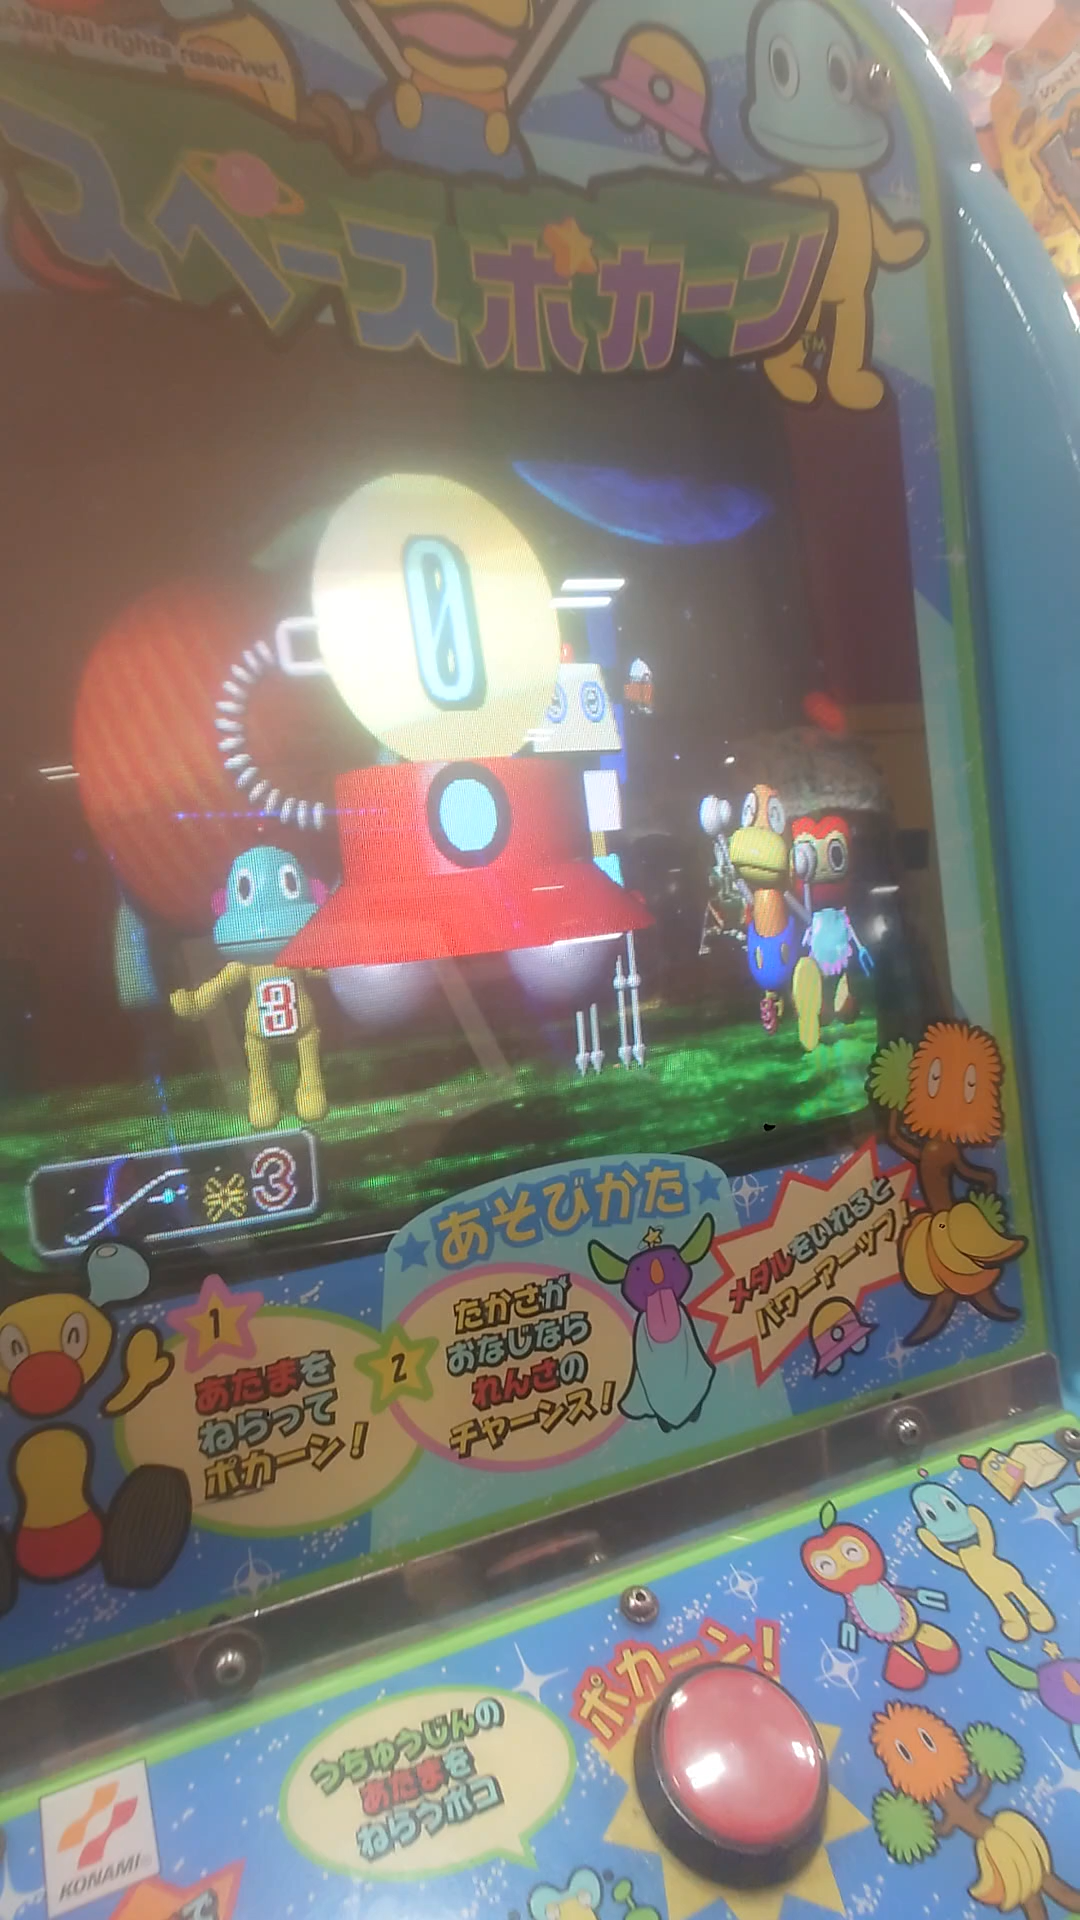 All rights reserved.
スペースポカーン
TM
0
3
×3
あそびかた
1
あたまを
ねらって
ポカーン!
2
たかさが
おなじなら
れんさの
チャーンス!
メダルをいれると
パワーアーップ!
ポカーン!
うちゅうじんの
あたまを
ねらうポコ
KONAMI